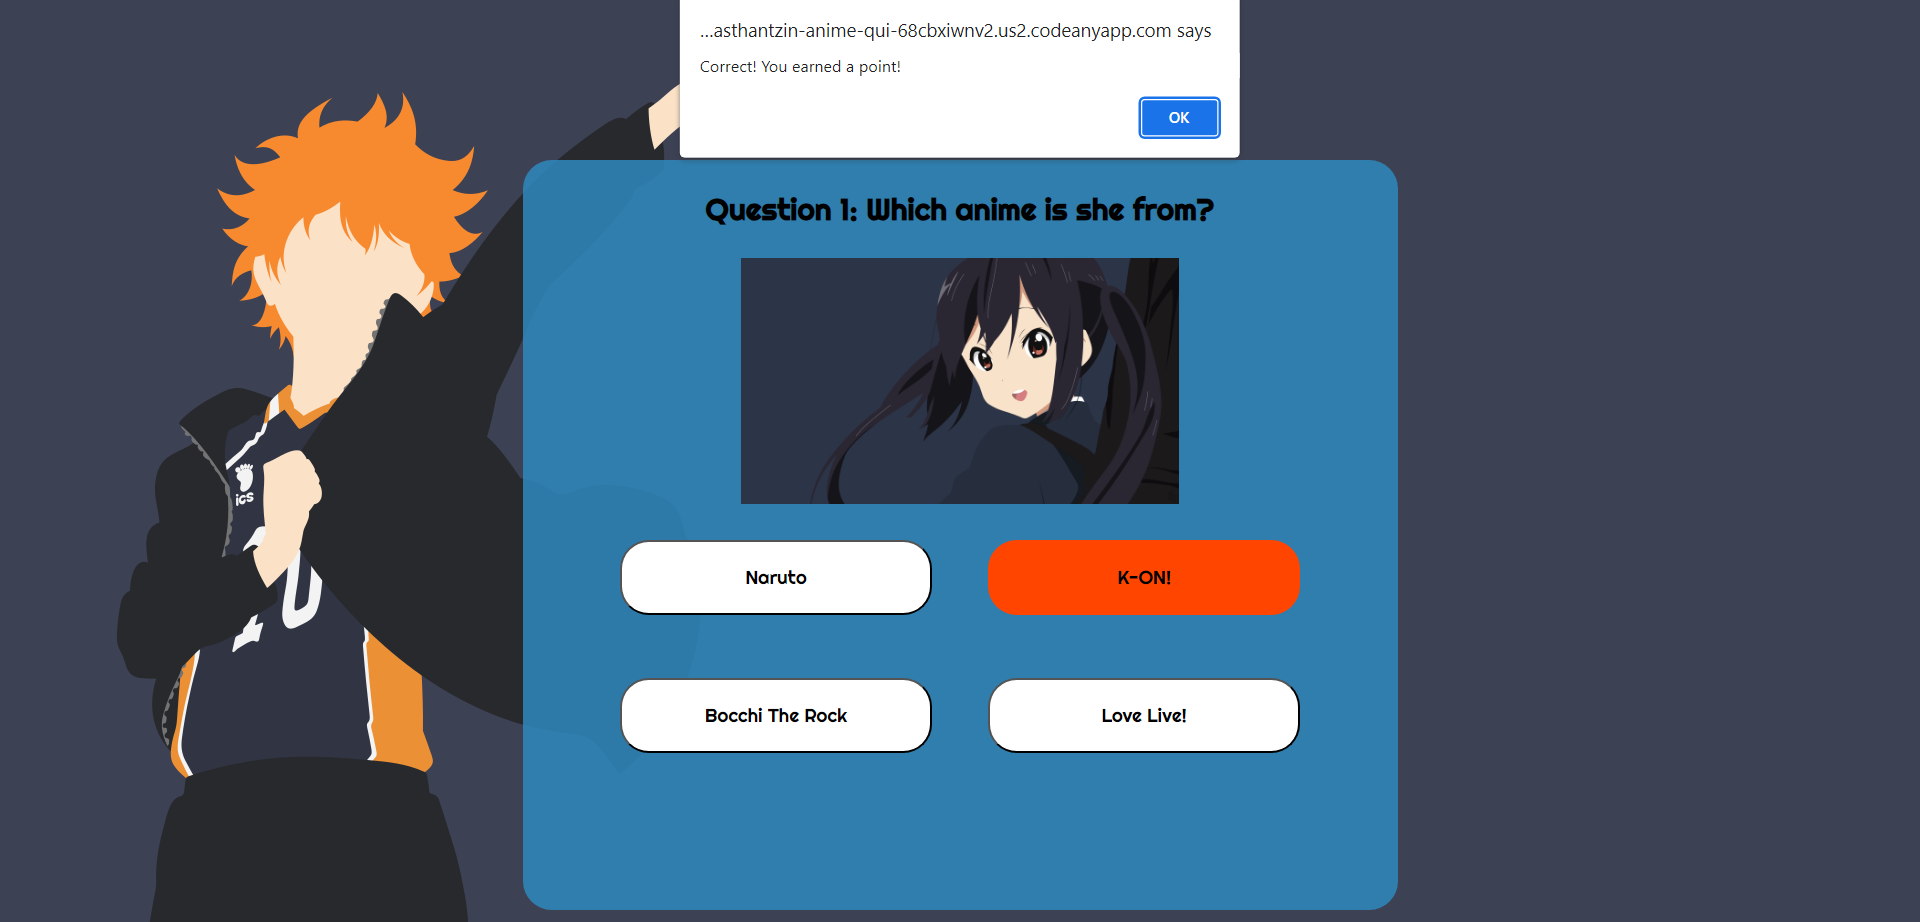 ...asthantzin-anime-qui-68cbxiwnv2.us2.codeanyapp.com says
Correct! You earned a point!
OK
Question 1: Which anime is she from?
ics
Naruto
K-ON!
Bocchi The Rock
Love Live!